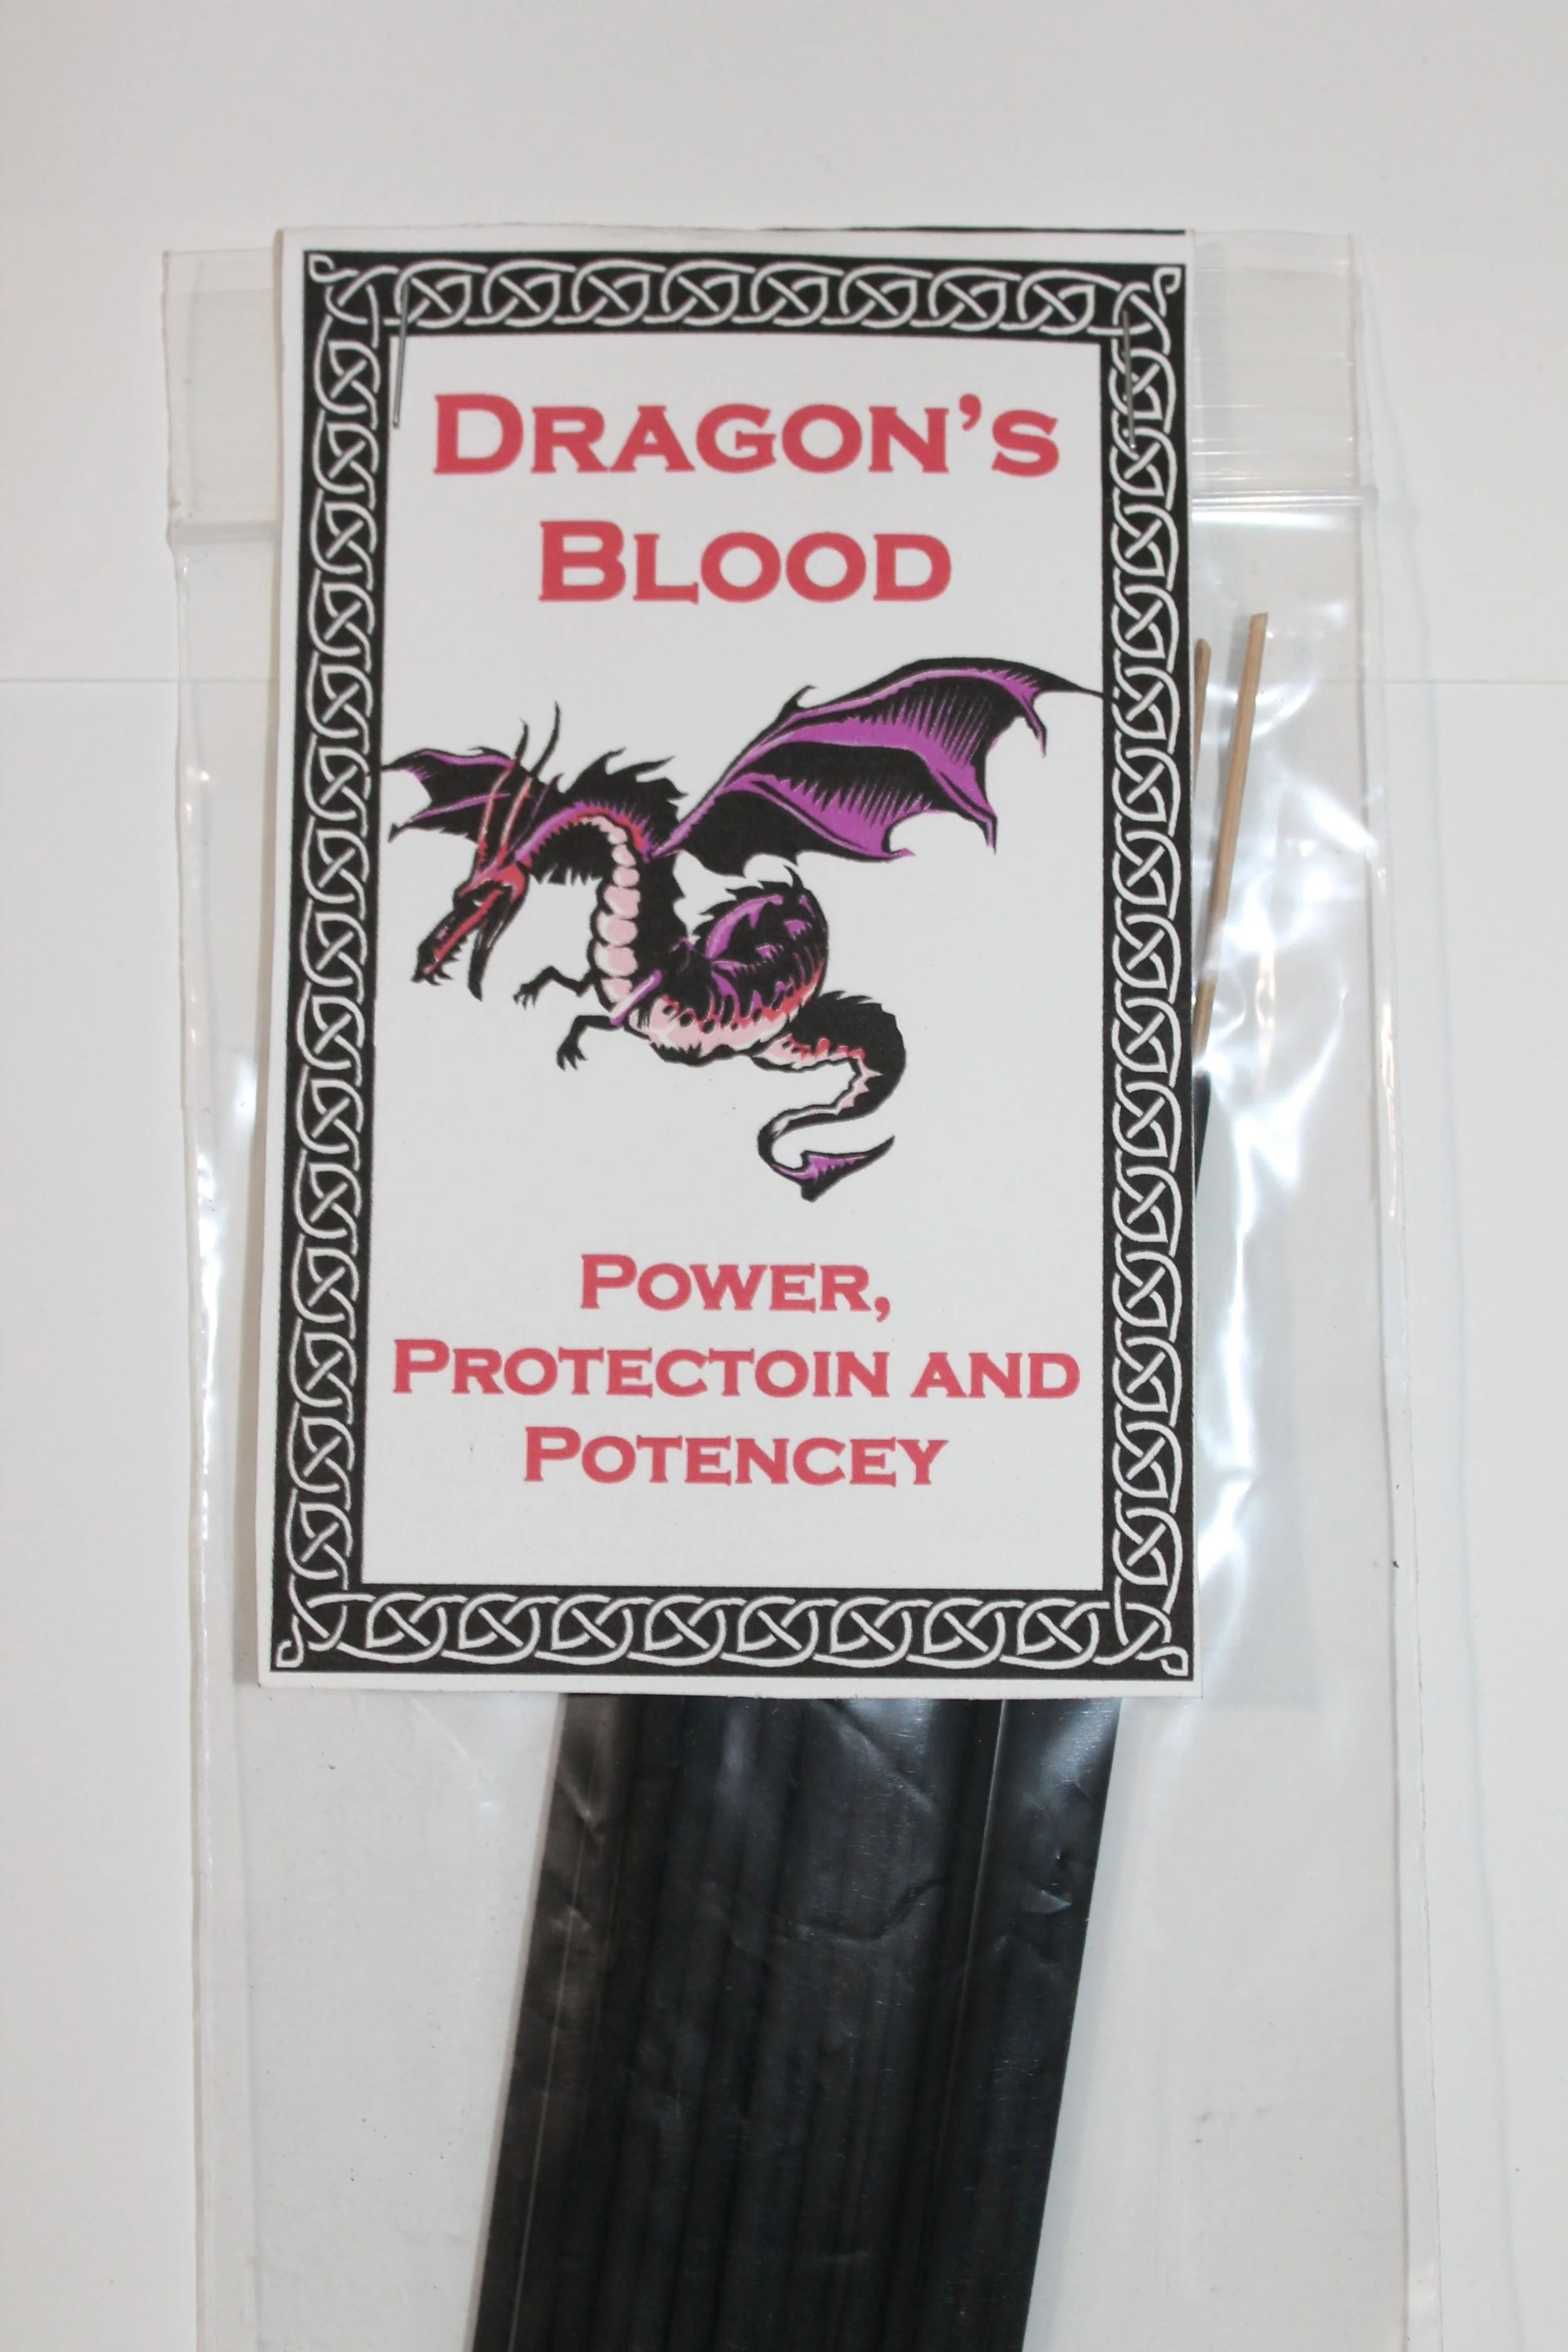 Dragon's
Blood
Power,
Protectoin and
Potencey